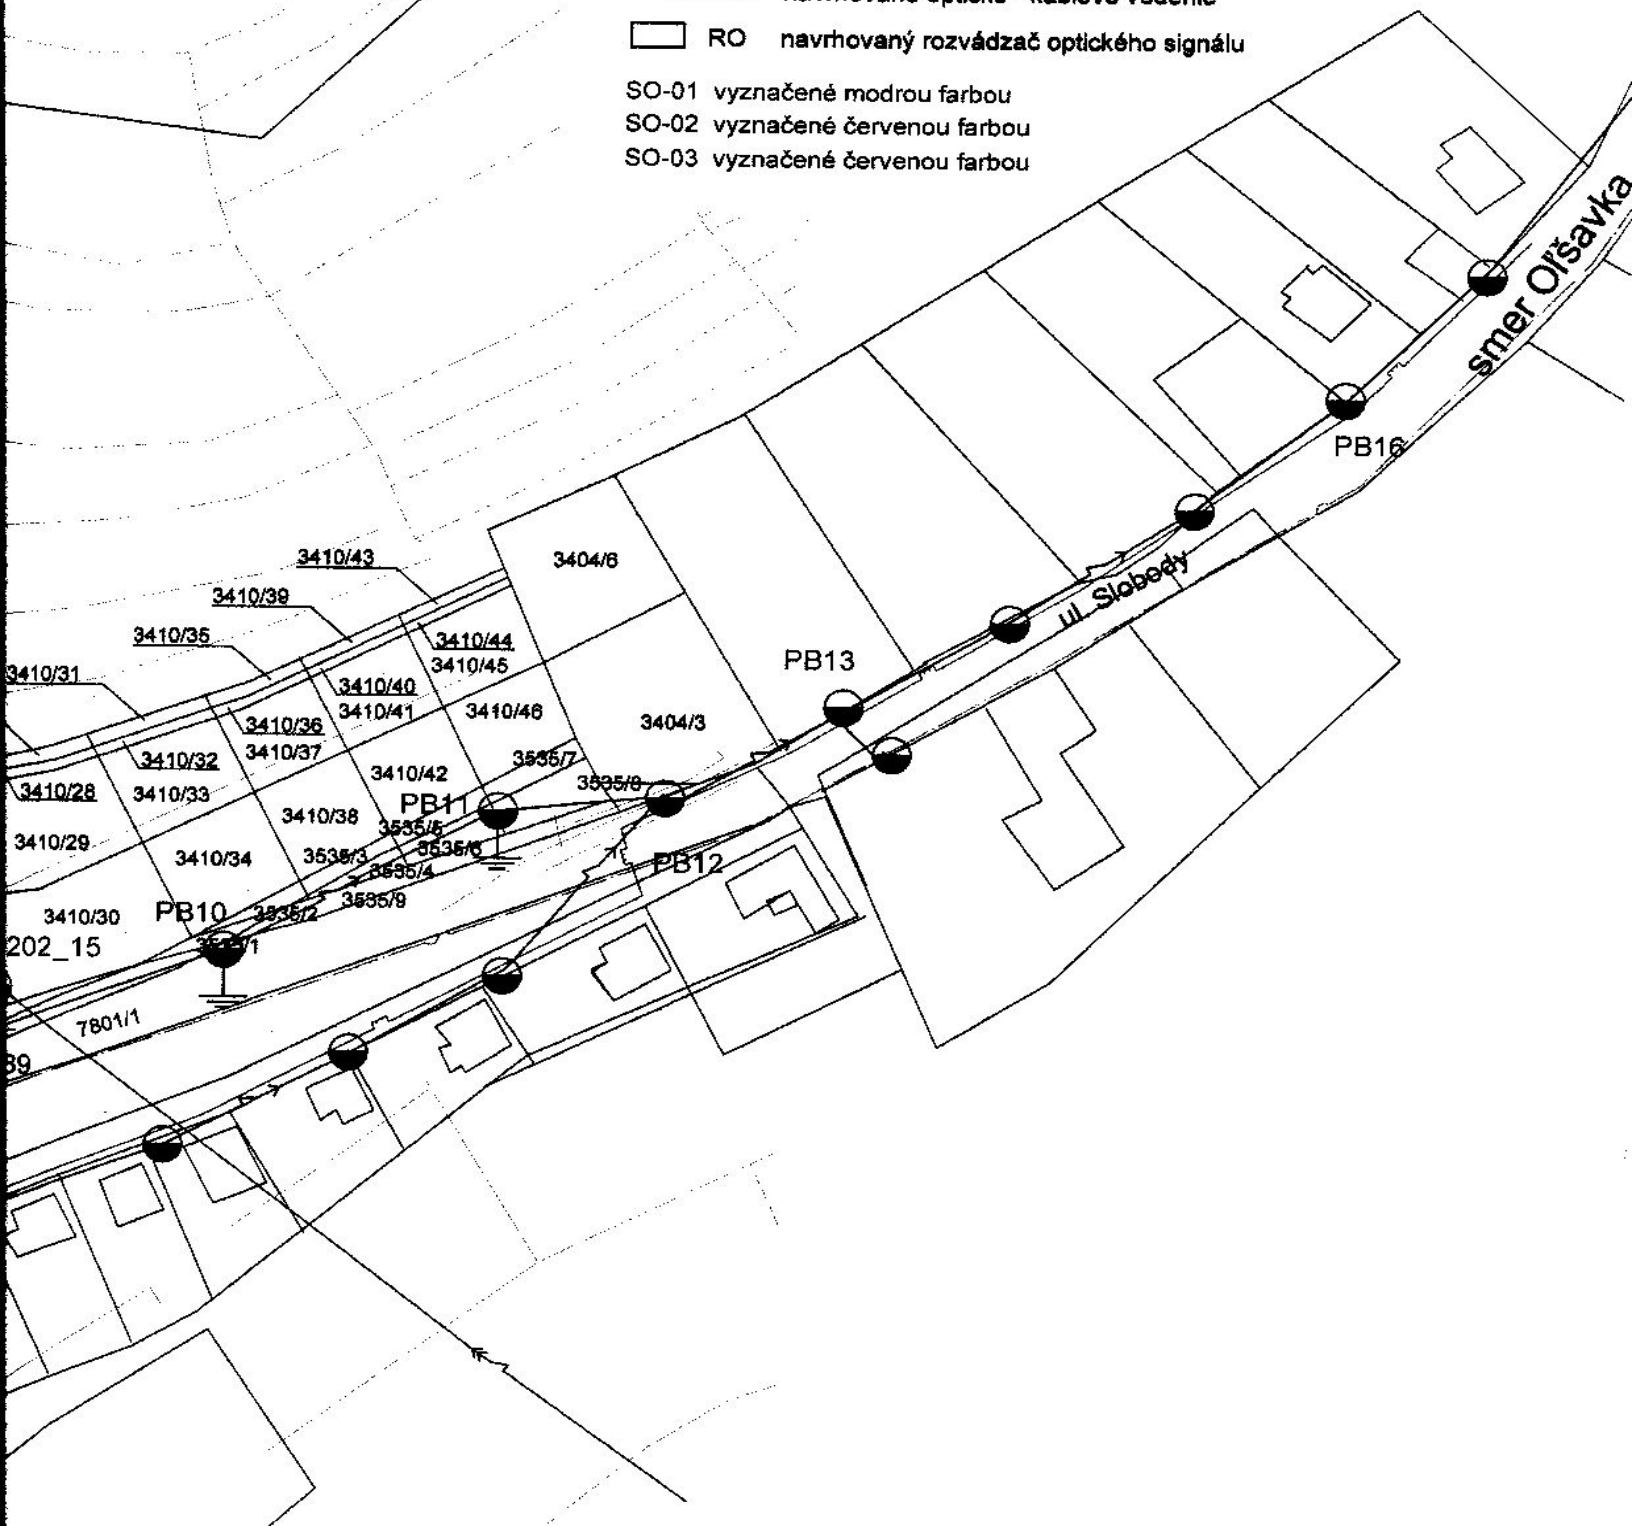 RO navrhovaný rozvádzač optického signálu
SO-01 vyznačené modrou farbou
SO-02 vyznačené červenou farbou
SO-03 vyznačené červenou farbou
smer Oľšavka
PB16
ul. Slobody
3410/43
3404/6
3410/39
3410/35
3410/44
3410/45
PB13
3410/31
3410/40
3410/41
3410/46
3404/3
3410/36
3410/37
3410/32
3535/7
3410/42
3535/8
3410/28
3410/33
PB11
3410/38
3535/5
3410/29
3535/6
3410/34
3535/3
PB12
3535/4
3535/9
3410/30
PB10
3535/2
202_15
7801/1